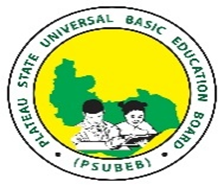 PLATEAU STATE UNIVERSAL BASIC EDUCATION BOARD
(PSUBEB)